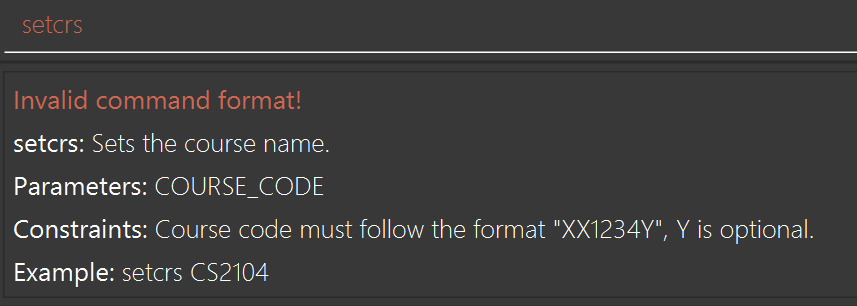 setcrs
Invalid command format!
setcrs: Sets the course name.
Parameters: COURSE_CODE
Constraints: Course code must follow the format "XX1234Y", Y is optional.
Example: setcrs CS2104